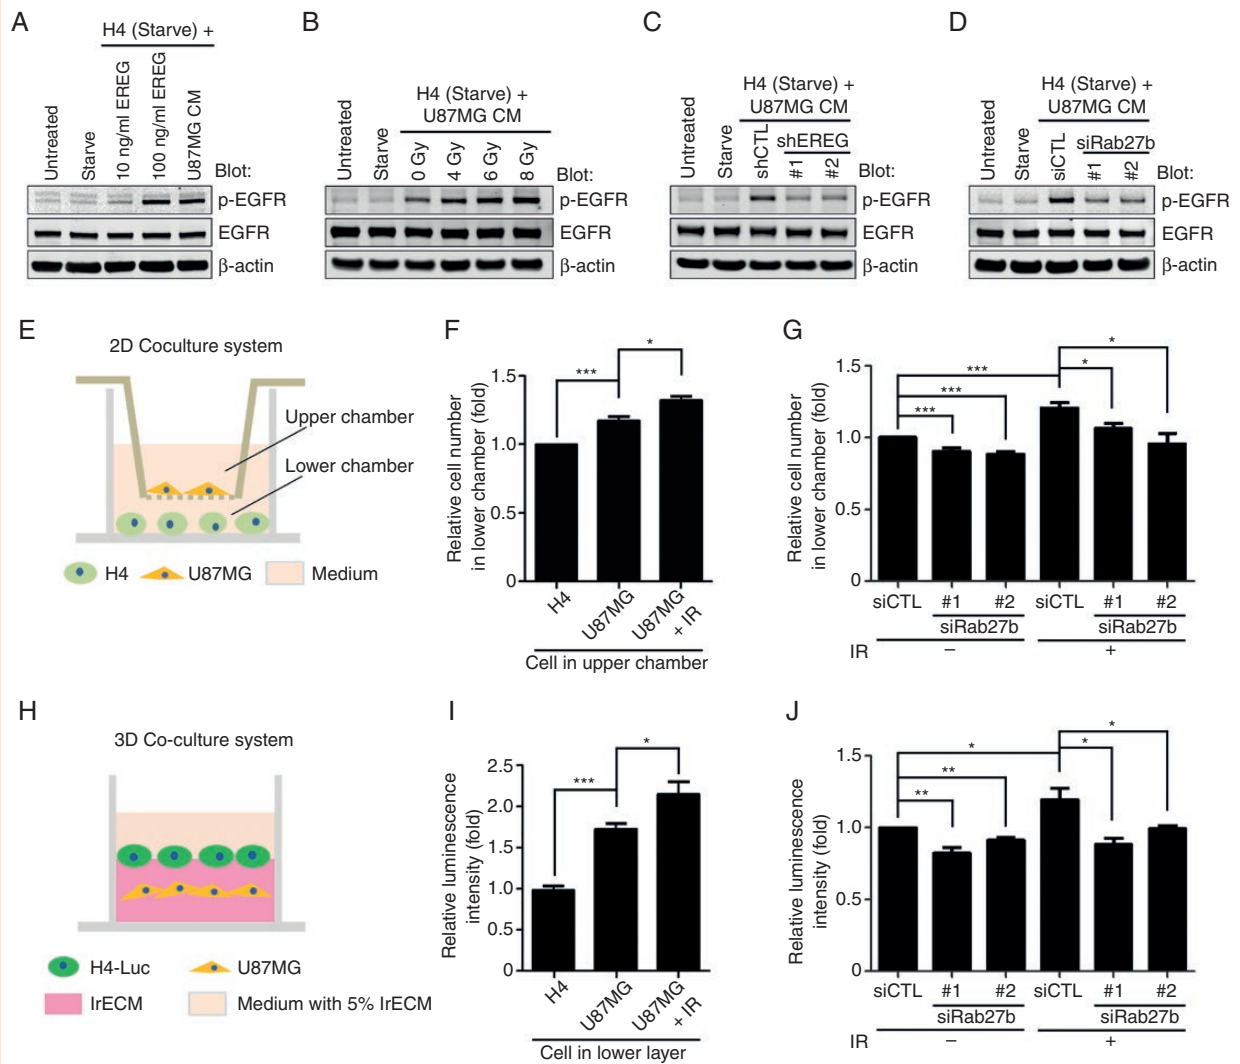 A
H4 (Starve) +
Untreated
Starve
10 ng/ml EREG
100 ng/ml EREG
U87MG CM
Blot:
p-EGFR
EGFR
β-actin
B
H4 (Starve) +
U87MG CM
Untreated
Starve
0 Gy
4 Gy
6 Gy
8 Gy
Blot:
p-EGFR
EGFR
β-actin
C
H4 (Starve) +
U87MG CM
Untreated
Starve
shCTL
shEREG
#1
#2
Blot:
p-EGFR
EGFR
β-actin
D
H4 (Starve) +
U87MG CM
Untreated
Starve
siCTL
siRab27b
#1
#2
Blot:
p-EGFR
EGFR
β-actin
E
2D Coculture system
Upper chamber
Lower chamber
H4
U87MG
Medium
F
Relative cell number
in lower chamber (fold)
1.5
1.0
0.5
0
***
*
H4
U87MG
U87MG
+ IR
Cell in upper chamber
G
Relative cell number
in lower chamber (fold)
1.5
1.0
0.5
0
***
***
***
*
*
siCTL #1 #2 siCTL #1 #2
siRab27b siRab27b
IR − +
H
3D Co-culture system
H4-Luc
U87MG
IrECM
Medium with 5% IrECM
I
Relative luminescence
intensity (fold)
2.5
2.0
1.5
1.0
0.5
0
***
*
H4
U87MG
U87MG
+ IR
Cell in lower layer
J
Relative luminescence
intensity (fold)
1.5
1.0
0.5
0
**
**
*
*
*
siCTL #1 #2 siCTL #1 #2
siRab27b siRab27b
IR − +